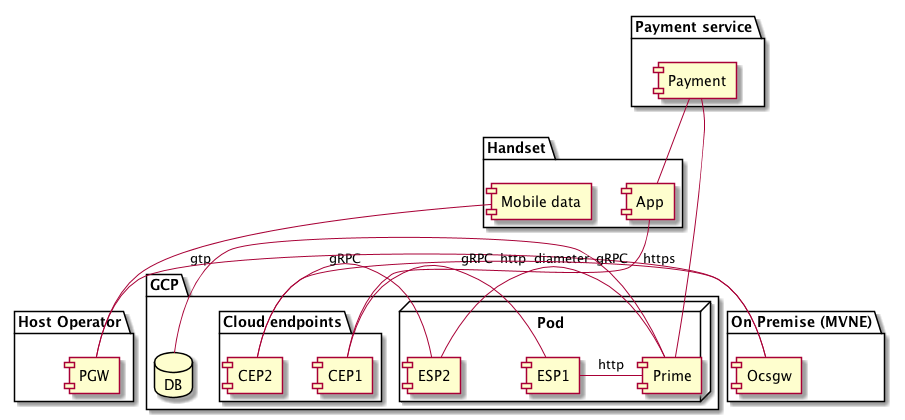 Payment service
Payment
Handset
Mobile data
App
gtp
gRPC
gRPC
http
diameter
gRPC
https
GCP
Host Operator
Cloud endpoints
Pod
On Premise (MVNE)
http
PGW
DB
CEP2
CEP1
ESP2
ESP1
Prime
Ocsgw